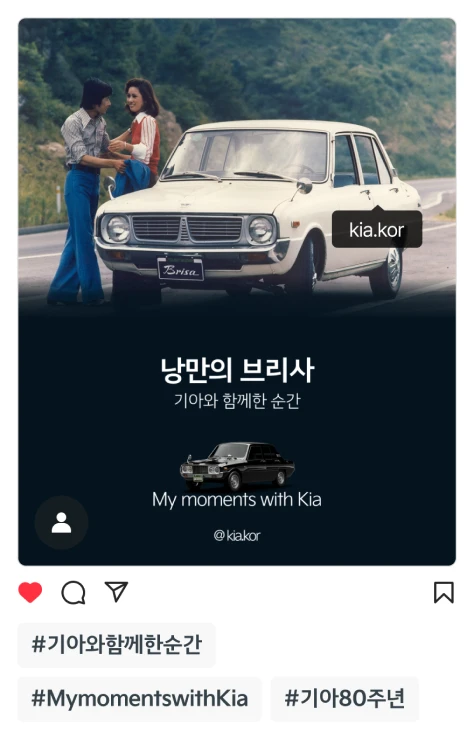 kia.kor
Brisa
낭만의 브리사
기아와 함께한 순간
My moments with Kia
@kia.kor
#기아와함께한순간
#MymomentswithKia
#기아80주년